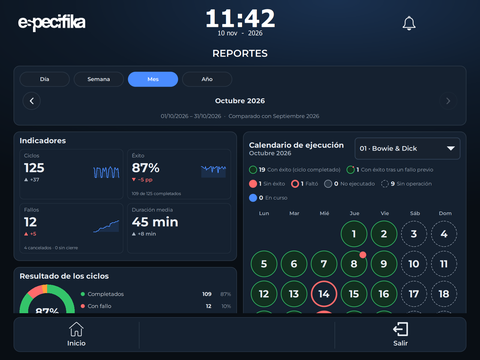 e-specifika
11:42
10 nov - 2026
REPORTES
Día
Semana
Mes
Año
Octubre 2026
01/10/2026 – 31/10/2026 · Comparado con Septiembre 2026
Indicadores
Ciclos
125
▲ +37
Éxito
87%
▼ −5 pp
109 de 125 completados
Fallos
12
▲ +5
4 cancelados · 0 sin cierre
Duración media
45 min
▲ +8 min
Resultado de los ciclos
87%
Completados 109 87%
Con fallo 12 10%
Calendario de ejecución
Octubre 2026
01 · Bowie & Dick
19 Con éxito (ciclo completado)
1 Con éxito tras un fallo previo
1 Sin éxito
1 Faltó
0 No ejecutado
9 Sin operación
0 En curso
Lun Mar Mié Jue Vie Sáb Dom
1 2 3 4
5 6 7 8 9 10 11
12 13 14 15 16 17 18
Inicio
Salir